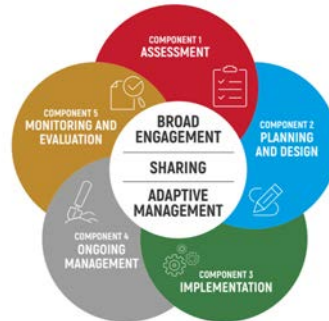 COMPONENT 1
ASSESSMENT
COMPONENT 2
PLANNING
AND DESIGN
COMPONENT 3
IMPLEMENTATION
COMPONENT 4
ONGOING
MANAGEMENT
COMPONENT 5
MONITORING AND
EVALUATION
BROAD
ENGAGEMENT
SHARING
ADAPTIVE
MANAGEMENT